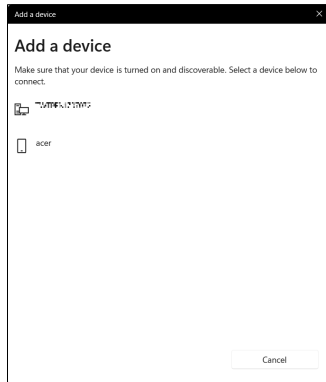 Add a device
Add a device
Make sure that your device is turned on and discoverable. Select a device below to
connect.
acer
Cancel